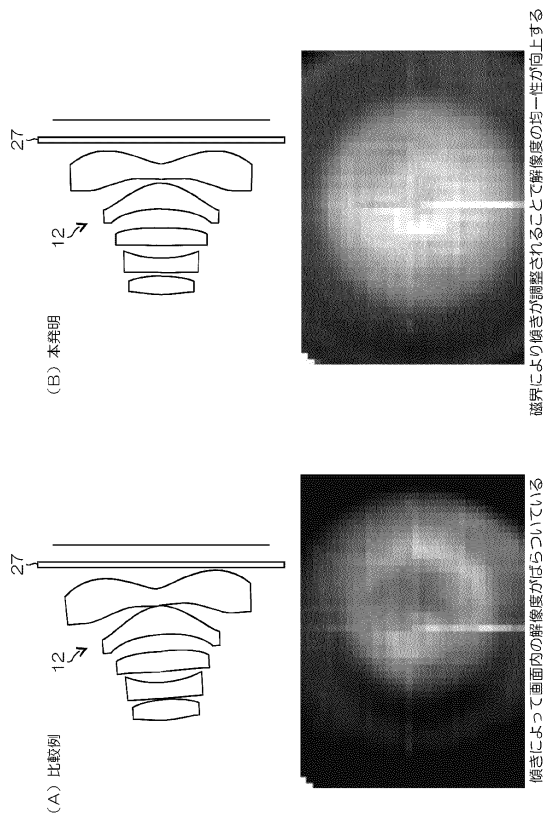 (A) 比較例
12
27
傾きによって画面内の解像度がばらついている
(B) 本発明
12
27
磁界により傾きが調整されることで解像度の均一性が向上する